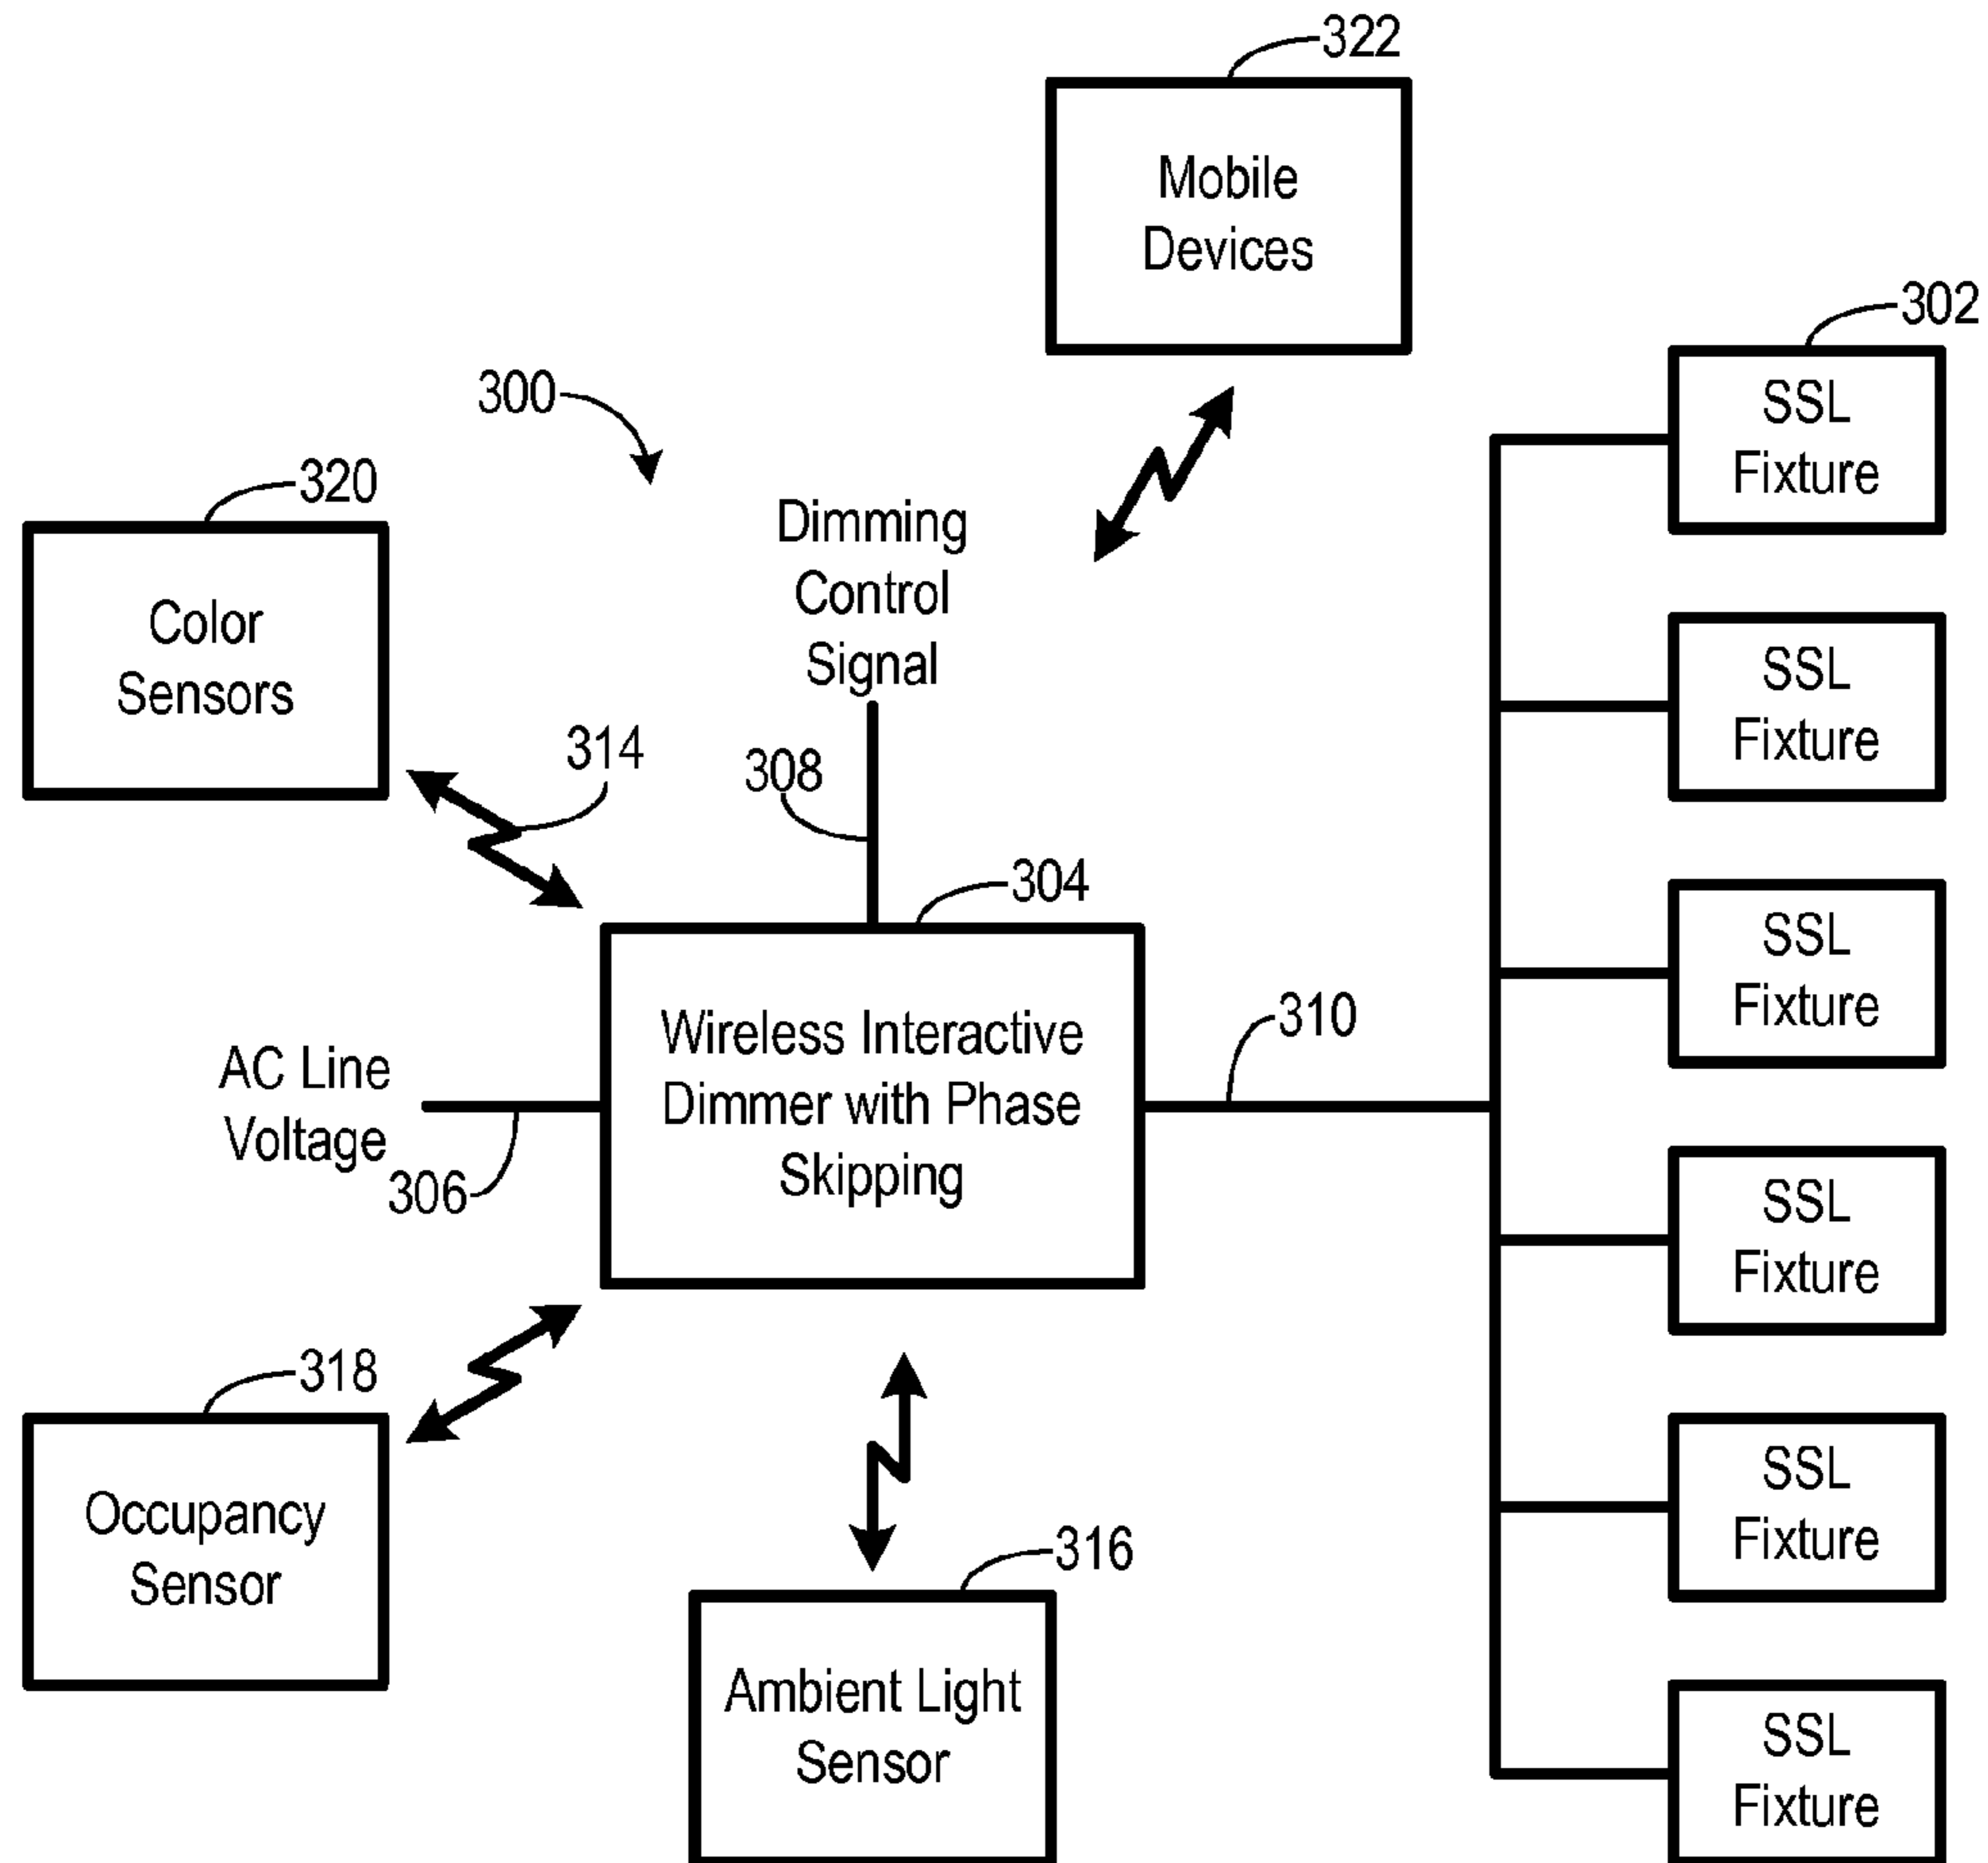 322
Mobile
Devices
302
SSL
Fixture
300
320
Color
Sensors
Dimming
Control
Signal
SSL
Fixture
314
308
304
SSL
Fixture
AC Line
Voltage
306
Wireless Interactive
Dimmer with Phase
Skipping
310
SSL
Fixture
318
Occupancy
Sensor
316
Ambient Light
Sensor
SSL
Fixture
SSL
Fixture